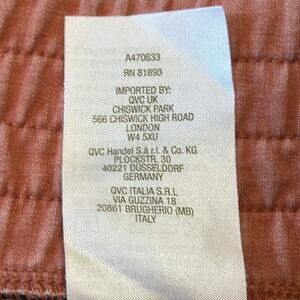 A470633
RN 81893
IMPORTED BY:
QVC UK
CHISWICK PARK
566 CHISWICK HIGH ROAD
LONDON
W4 5XU
QVC Handel S.à r.l. & Co. KG
PLOCKSTR. 30
40221 DÜSSELDORF
GERMANY
QVC ITALIA S.R.L
VIA GUZZINA 18
20861 BRUGHERIO (MB)
ITALY